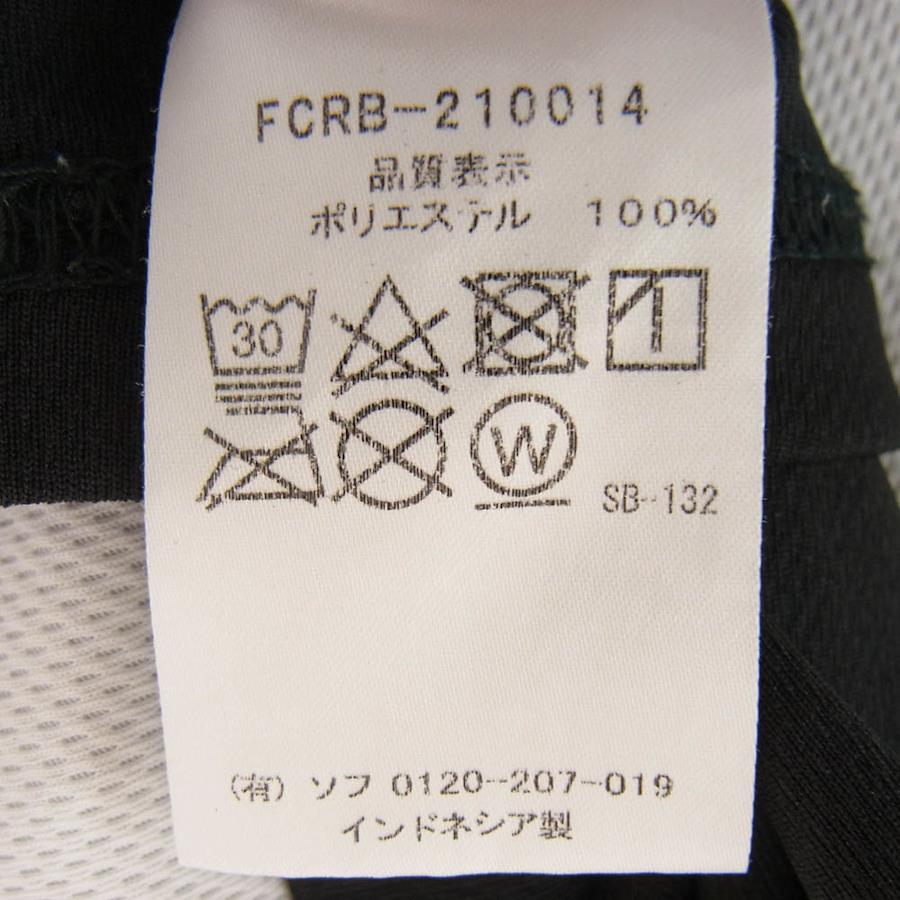 FCRB-210014
品質表示
ポリエステル 100%
30
W
SB-132
(有) ソフ 0120-207-019
インドネシア製